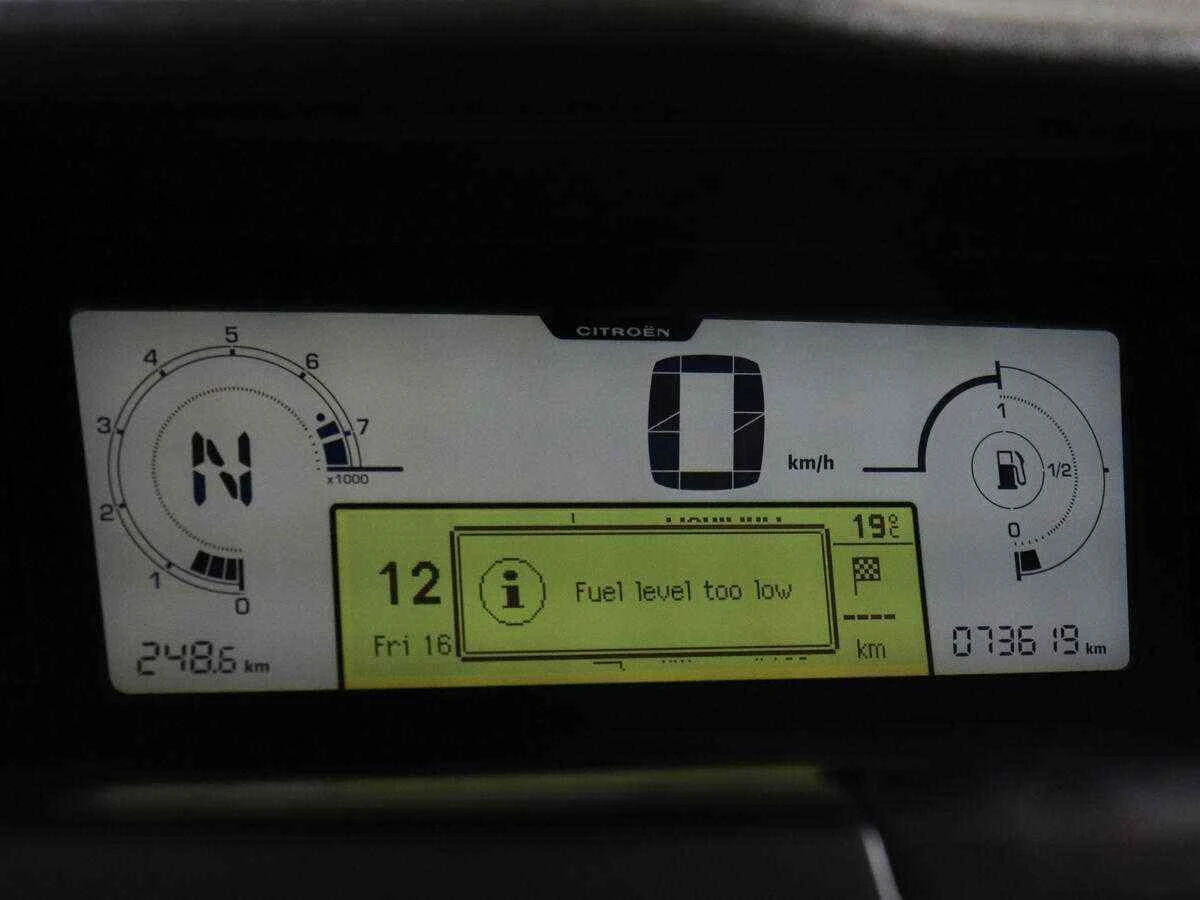 CITROËN
5
4
6
3
7
N
x1000
2
1
0
0
km/h
1
1/2
0
19°C
12
Fuel level too low
Fri 16
----
km
248.6 km
073619 km